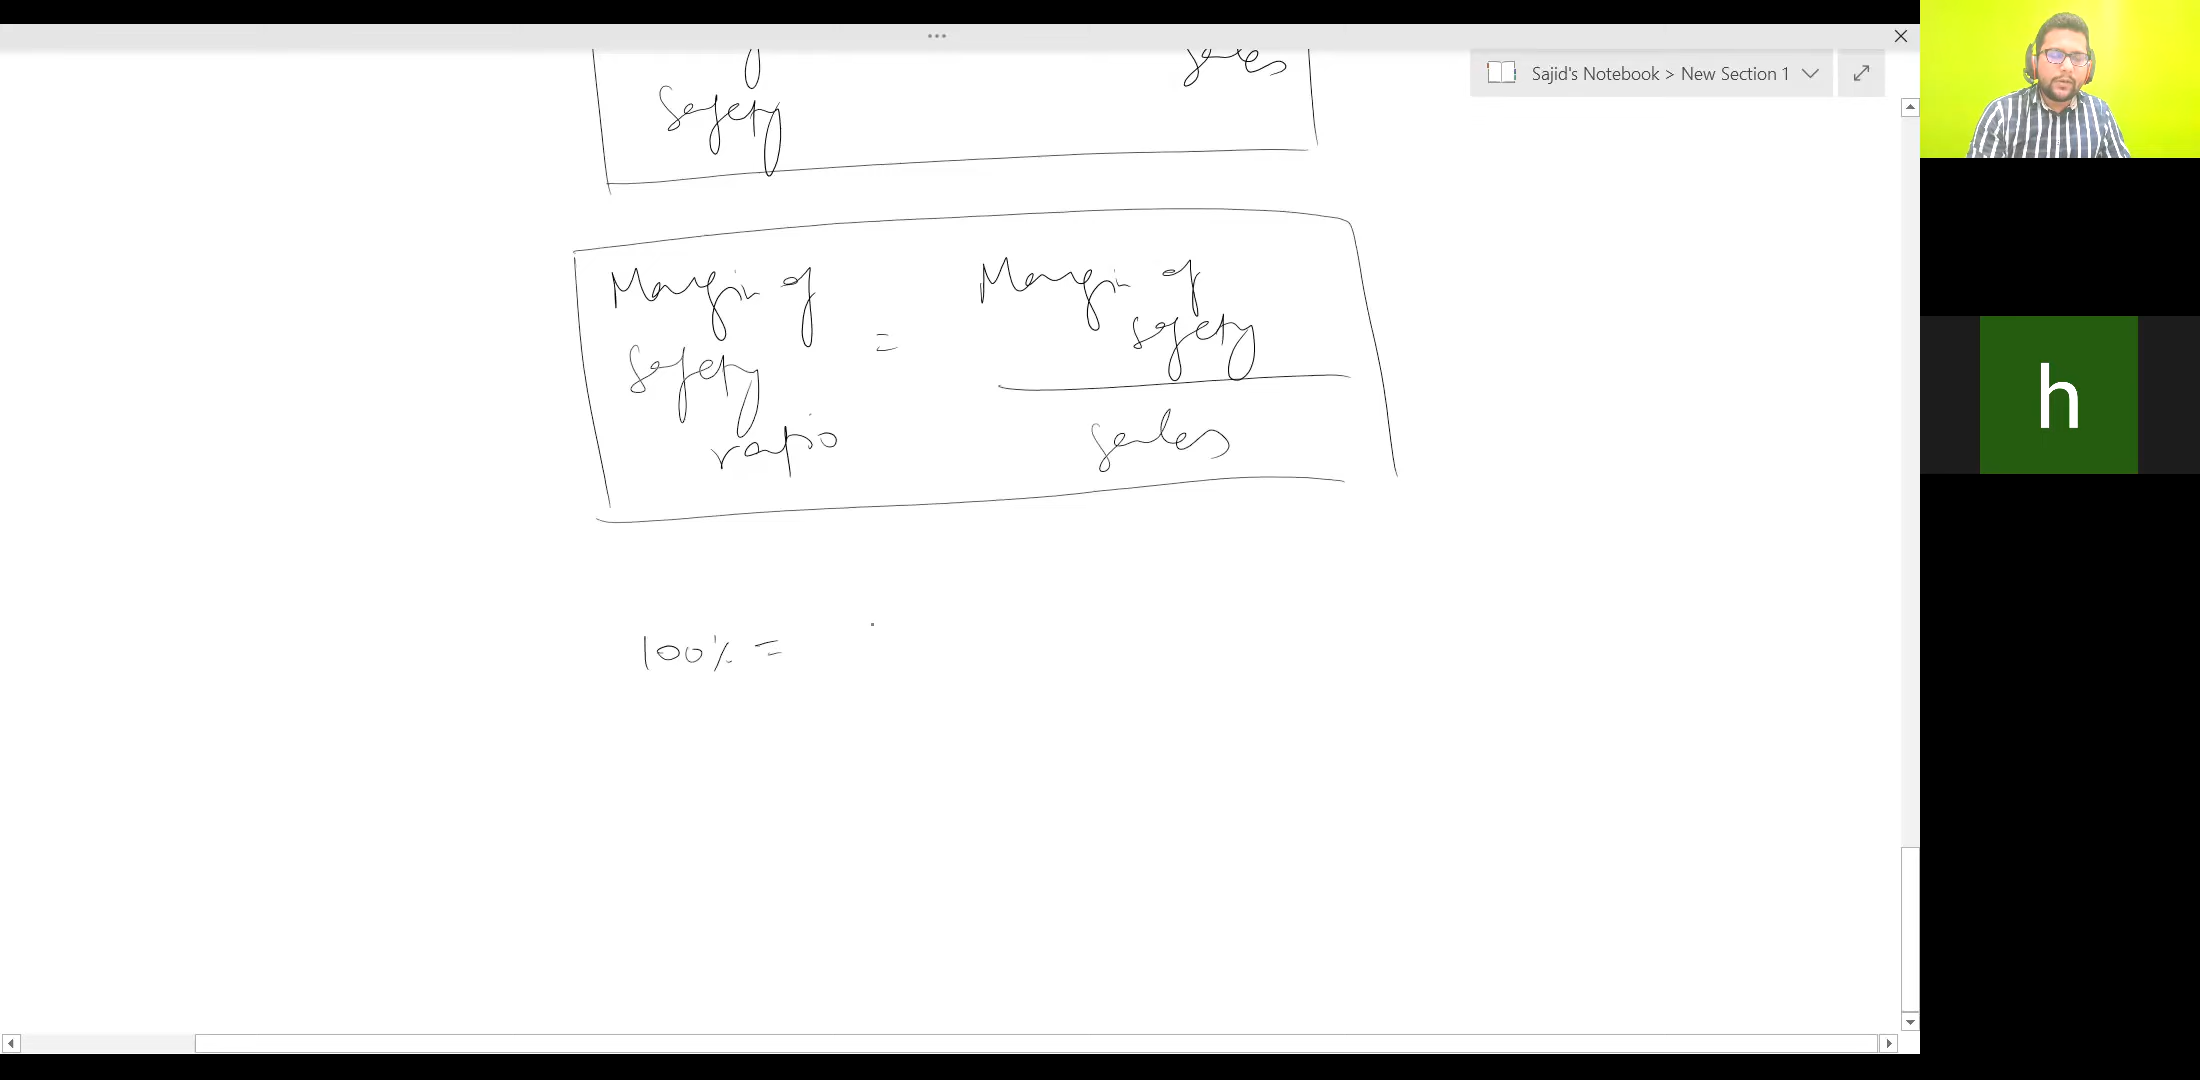 ...
sales
Sajid's Notebook > New Section 1
safety
Margin of
safety
ratio
=
Margin of
safety
sales
100% =
h